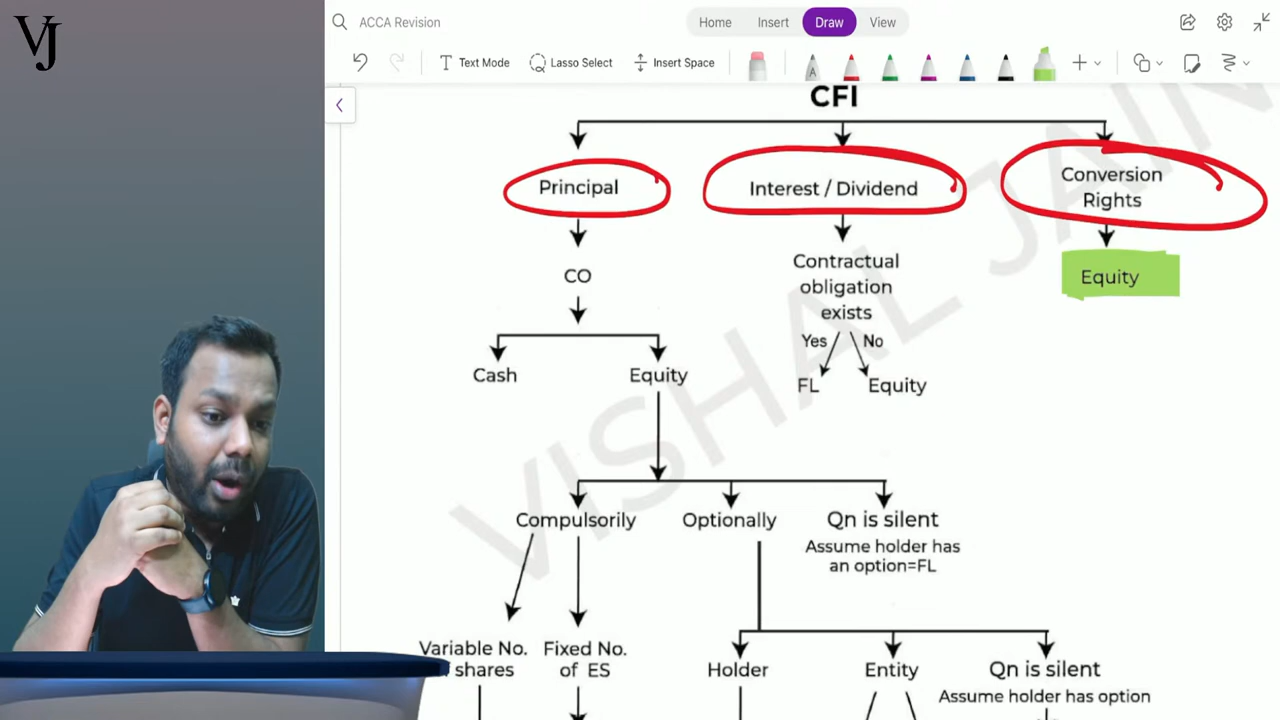 VJ
ACCA Revision
Home Insert Draw View
Text Mode Lasso Select Insert Space
A
CFI
Principal
Interest / Dividend
Conversion
Rights
CO
Contractual
obligation
exists
Equity
Yes No
FL Equity
Cash Equity
Compulsorily
Optionally
Qn is silent
Assume holder has
an option=FL
Variable No.
shares
Fixed No.
of ES
Holder
Entity
Qn is silent
Assume holder has option
VISHAL JAIN